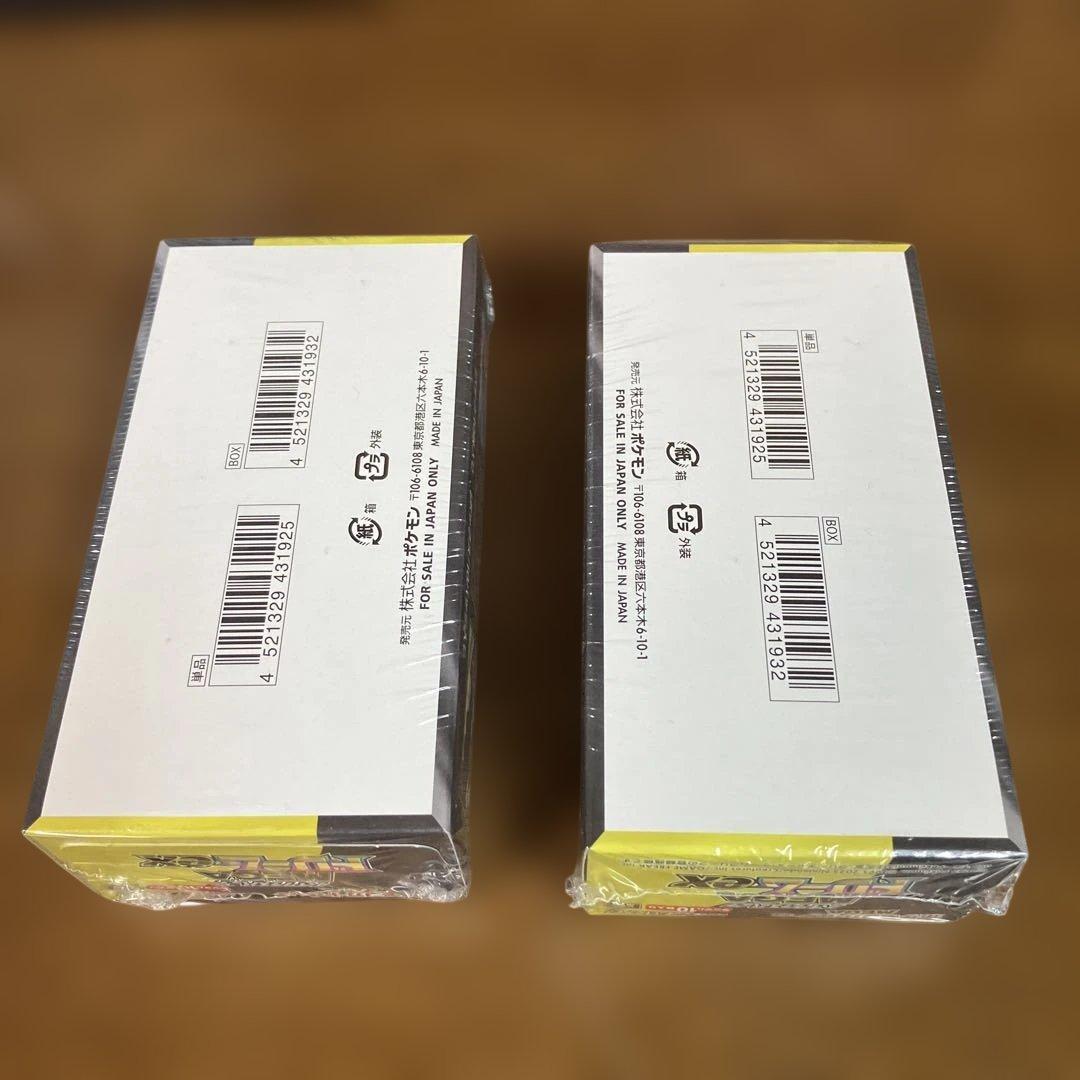 BOX
4 521329 431932
単品
4 521329 431925
プラ 外装
紙 箱
発売元 株式会社 ポケモン 〒106-6108 東京都港区六本木6-10-1
FOR SALE IN JAPAN ONLY MADE IN JAPAN
単品
4 521329 431925
BOX
4 521329 431932
紙 箱
プラ 外装
発売元 株式会社 ポケモン 〒106-6108 東京都港区六本木6-10-1
FOR SALE IN JAPAN ONLY MADE IN JAPAN